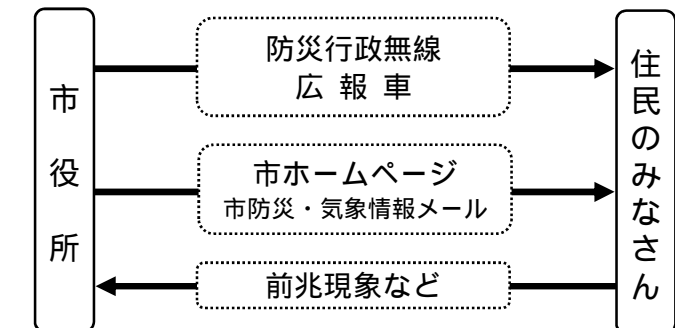 市役所
防災行政無線
広報車
市ホームページ
市防災・気象情報メール
前兆現象など
住民のみなさん